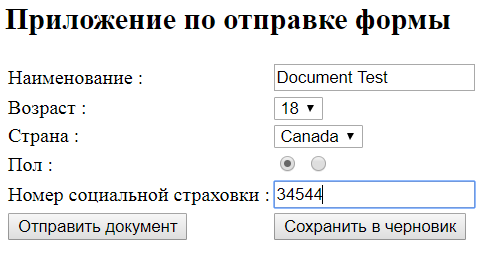 Приложение по отправке формы
Наименование : Document Test
Возраст : 18
Страна : Canada
Пол :
Номер социальной страховки : 34544
Отправить документ Сохранить в черновик